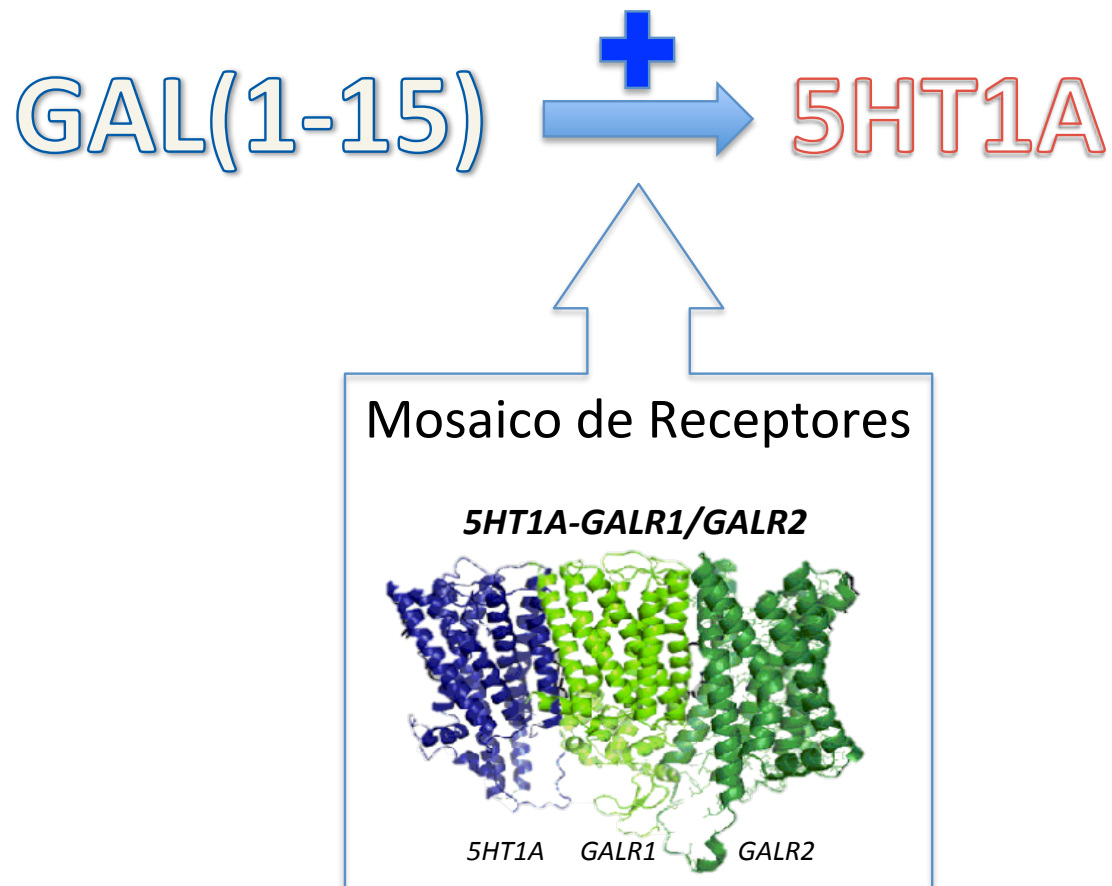 GAL(1-15) 5HT1A
Mosaico de Receptores
5HT1A-GALR1/GALR2
5HT1A GALR1 GALR2